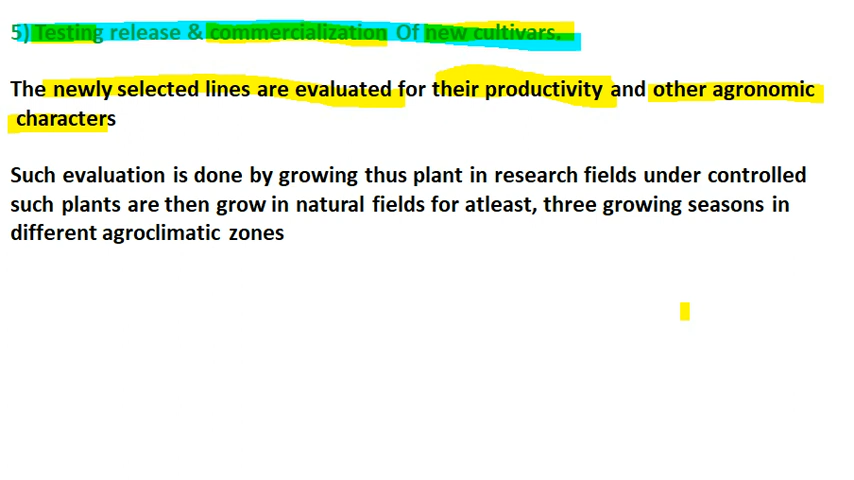 5) Testing release & commercialization Of new cultivars.
The newly selected lines are evaluated for their productivity and other agronomic
characters
Such evaluation is done by growing thus plant in research fields under controlled
such plants are then grow in natural fields for atleast, three growing seasons in
different agroclimatic zones